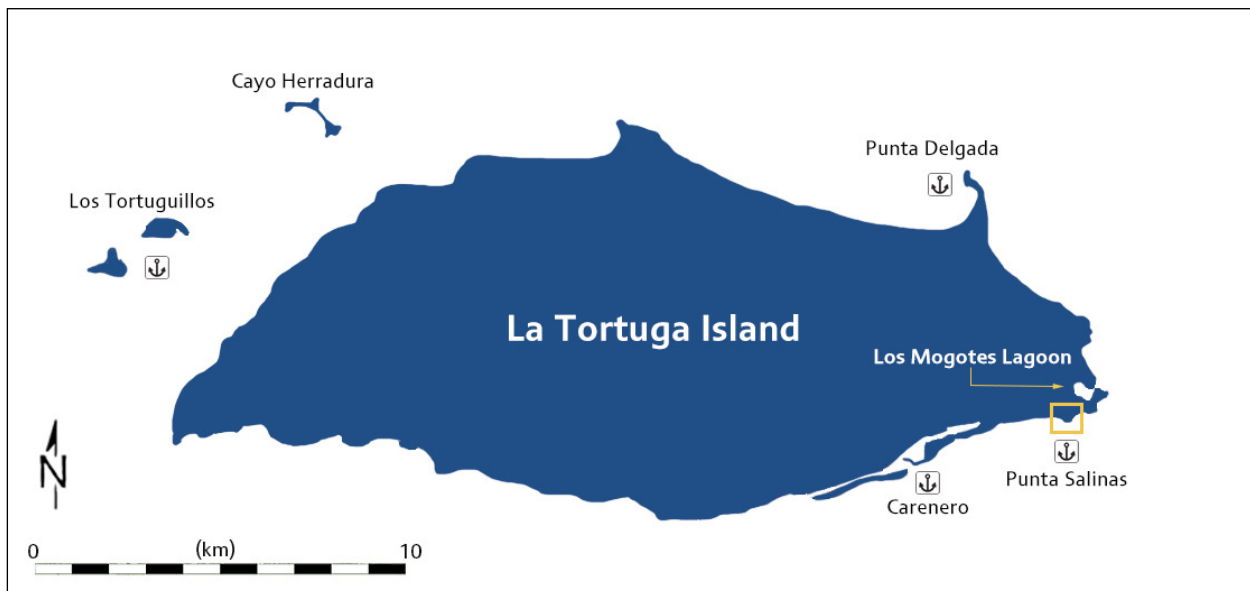 Cayo Herradura
Punta Delgada
Los Tortuguillos
La Tortuga Island
Los Mogotes Lagoon
Punta Salinas
Carenero
N
0 (km) 10